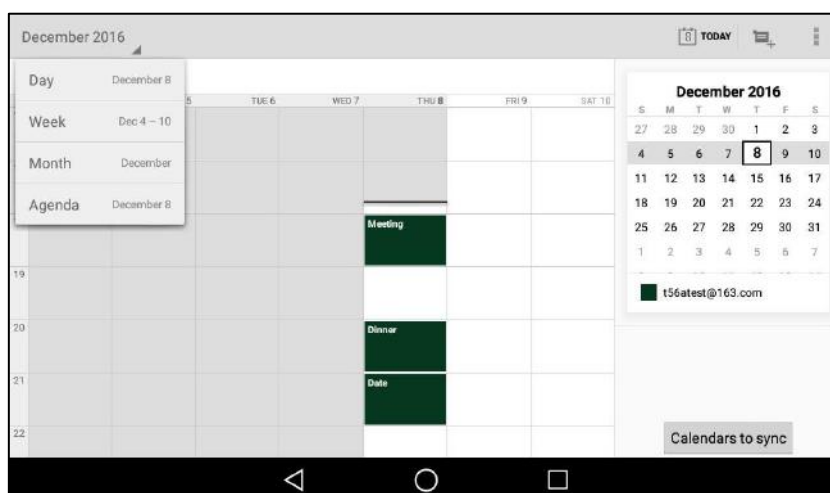 December 2016
8 TODAY
Day December 8
Week Dec 4 – 10
Month December
Agenda December 8
5 TUE 6 WED 7 THU 8 FRI 9 SAT 10
Meeting
19
20 Dinner
21 Date
22
December 2016
S M T W T F S
27 28 29 30 1 2 3
4 5 6 7 8 9 10
11 12 13 14 15 16 17
18 19 20 21 22 23 24
25 26 27 28 29 30 31
1 2 3 4 5 6 7
t56atest@163.com
Calendars to sync